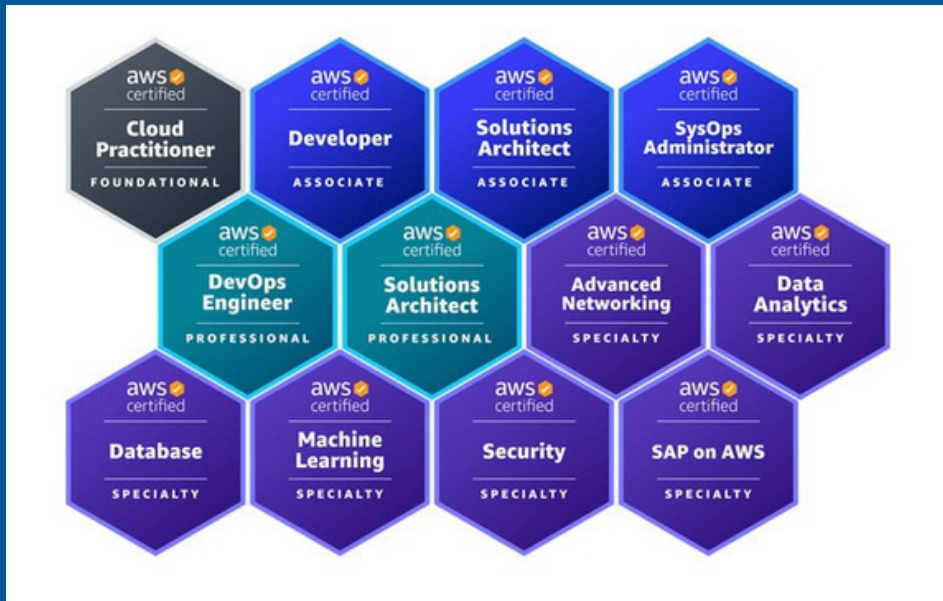 aws
certified
Cloud
Practitioner
FOUNDATIONAL
aws
certified
Developer
ASSOCIATE
aws
certified
Solutions
Architect
ASSOCIATE
aws
certified
SysOps
Administrator
ASSOCIATE
aws
certified
DevOps
Engineer
PROFESSIONAL
aws
certified
Solutions
Architect
PROFESSIONAL
aws
certified
Advanced
Networking
SPECIALTY
aws
certified
Data
Analytics
SPECIALTY
aws
certified
Database
SPECIALTY
aws
certified
Machine
Learning
SPECIALTY
aws
certified
Security
SPECIALTY
aws
certified
SAP on AWS
SPECIALTY